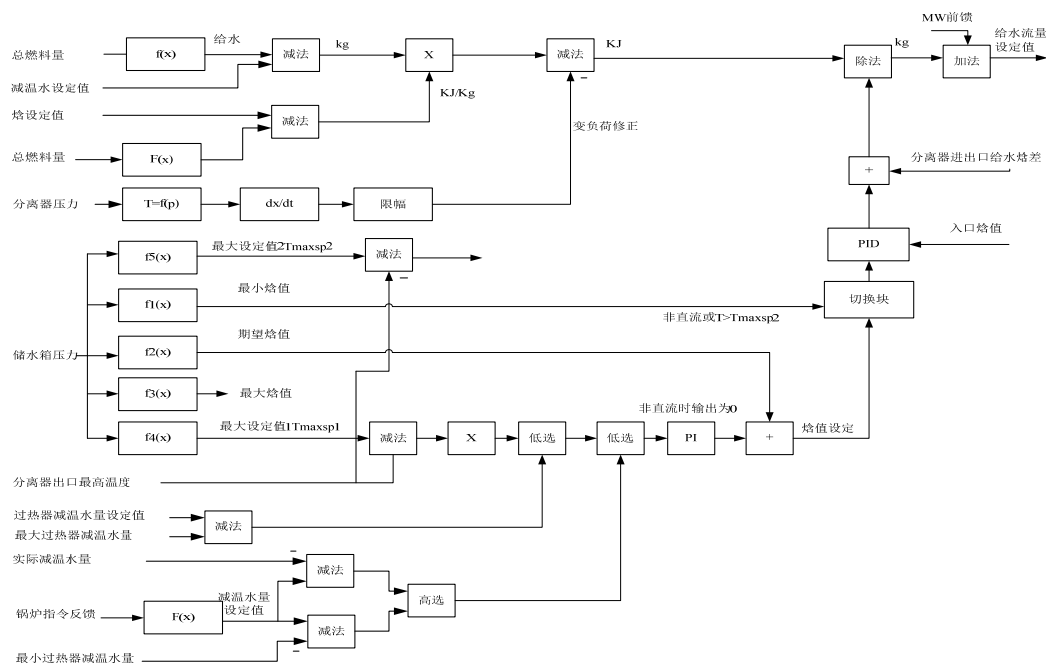 MW前馈
总燃料量
f(x)
给水
减法
kg
X
减法
KJ
除法
kg
加法
给水流量
设定值
减温水设定值
KJ/Kg
焓设定值
减法
变负荷修正
总燃料量
F(x)
+
分离器进出口给水焓差
分离器压力
T=f(p)
dx/dt
限幅
PID
入口焓值
f5(x)
最大设定值2Tmaxsp2
减法
f1(x)
最小焓值
切换块
非直流或T>Tmaxsp2
期望焓值
储水箱压力
f2(x)
f3(x)
最大焓值
非直流时输出为0
f4(x)
最大设定值1Tmaxsp1
减法
X
低选
低选
PI
+
焓值设定
分离器出口最高温度
过热器减温水量设定值
减法
最大过热器减温水量
实际减温水量
减法
减温水量
设定值
高选
锅炉指令反馈
F(x)
减法
最小过热器减温水量